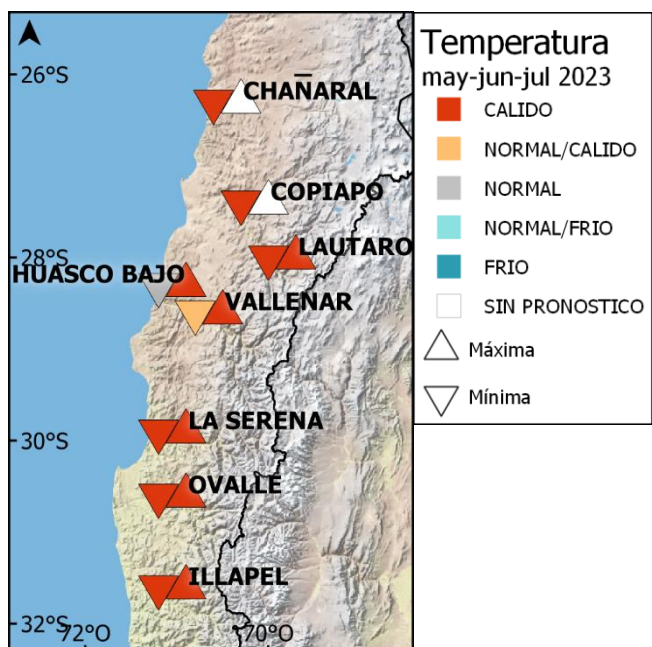 26°S
28°S
30°S
32°S
72°O
70°O
CHAÑARAL
COPIAPO
LAUTARO
HUASCO BAJO
VALLENAR
LA SERENA
OVALLE
ILLAPEL
Temperatura
may-jun-jul 2023
CALIDO
NORMAL/CALIDO
NORMAL
NORMAL/FRIO
FRIO
SIN PRONOSTICO
Máxima
Mínima